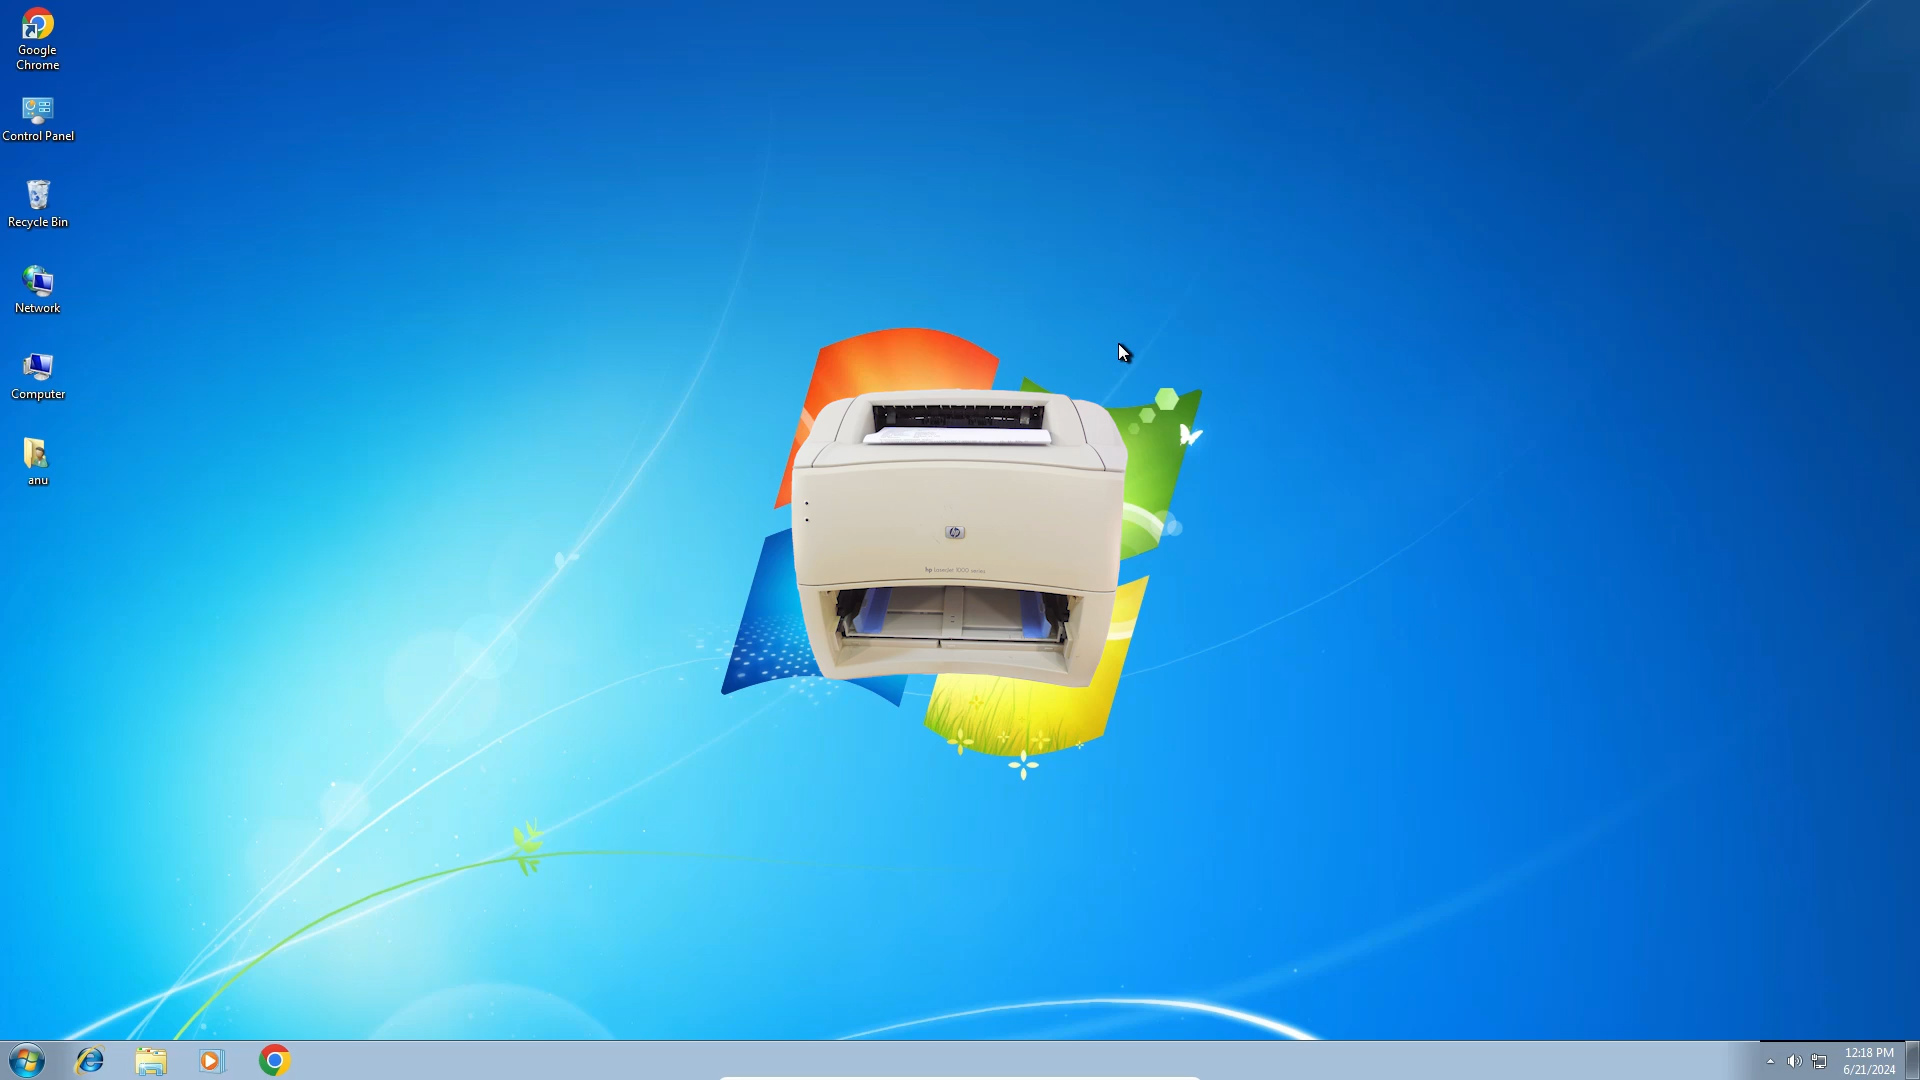 Google
Chrome
Control Panel
Recycle Bin
Network
Computer
anu
hp
hp LaserJet 1000 series
12:18 PM
6/21/2024